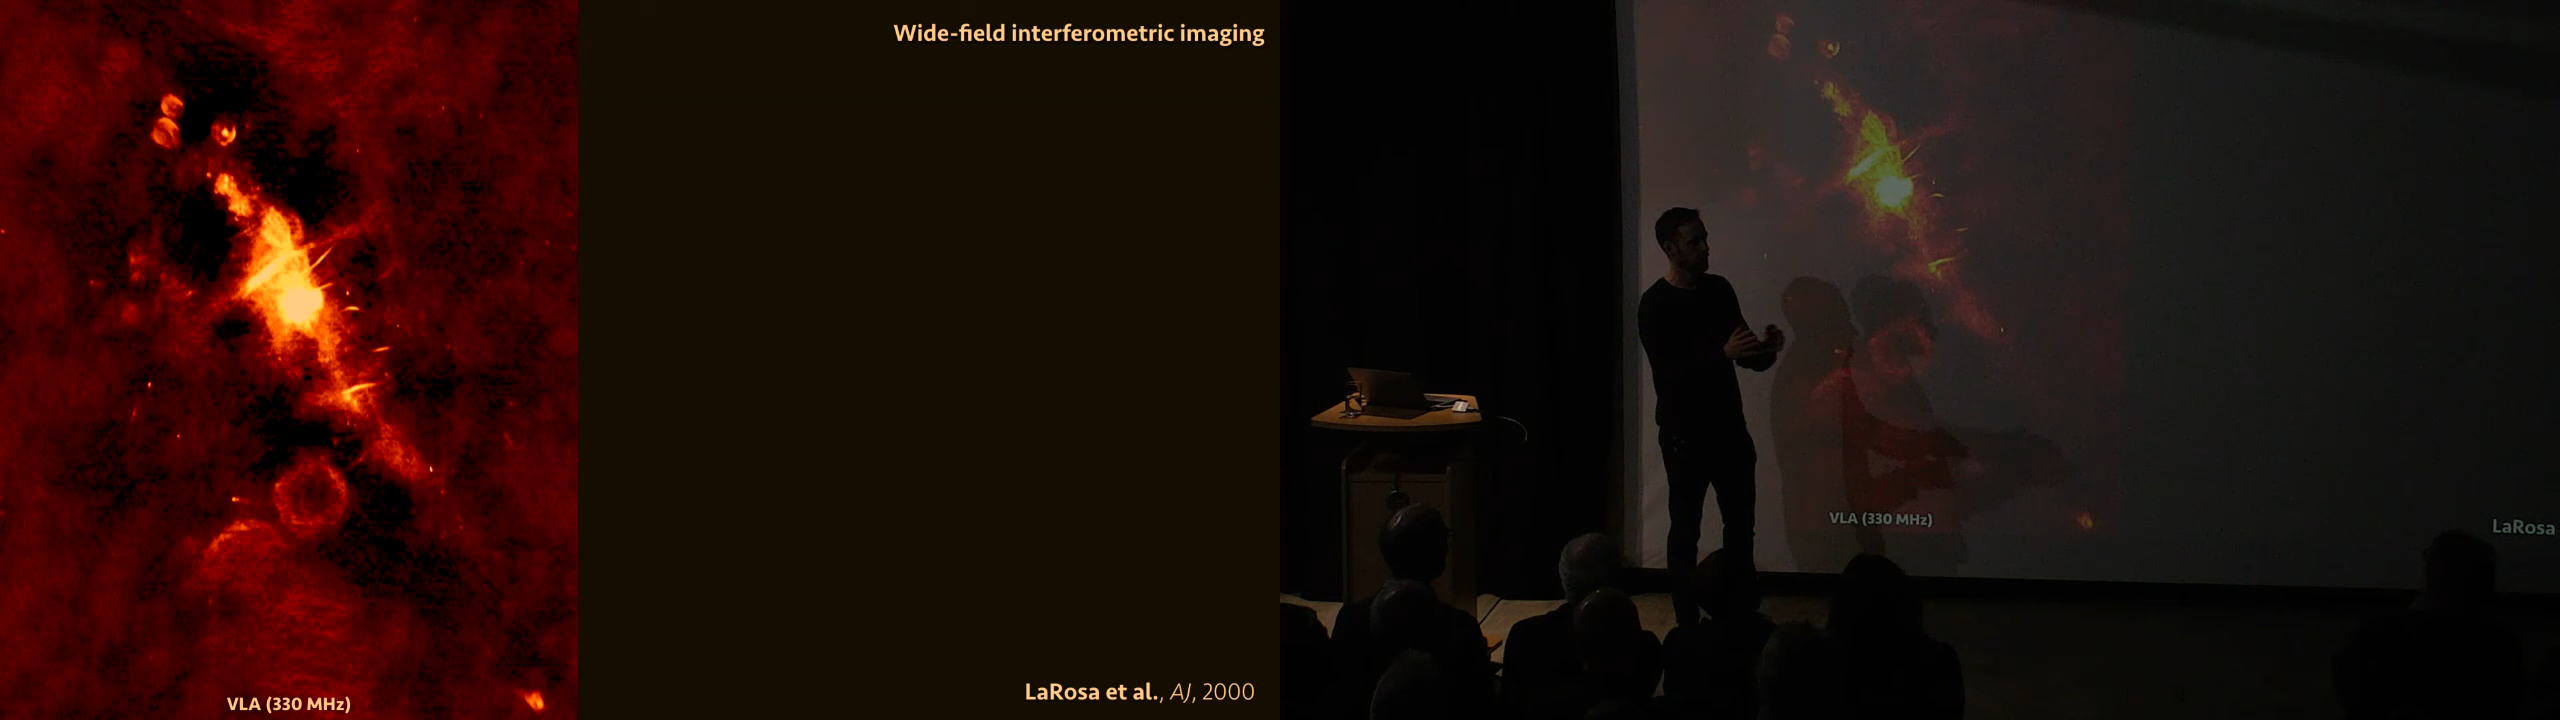 Wide-field interferometric imaging
VLA (330 MHz)
LaRosa et al., AJ, 2000
VLA (330 MHz)
LaRosa